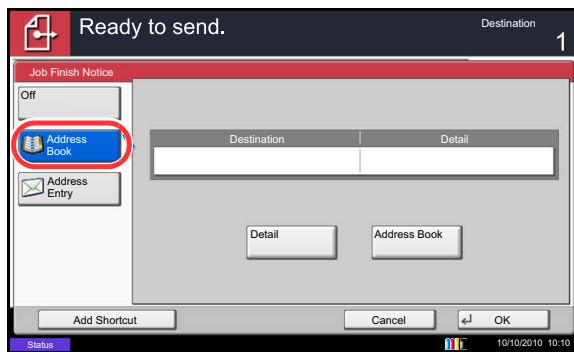 Ready to send.
Destination
1
Job Finish Notice
Off
Address
Book
Address
Entry
Destination
Detail
Detail
Address Book
Add Shortcut
Cancel
OK
Status
10/10/2010 10:10